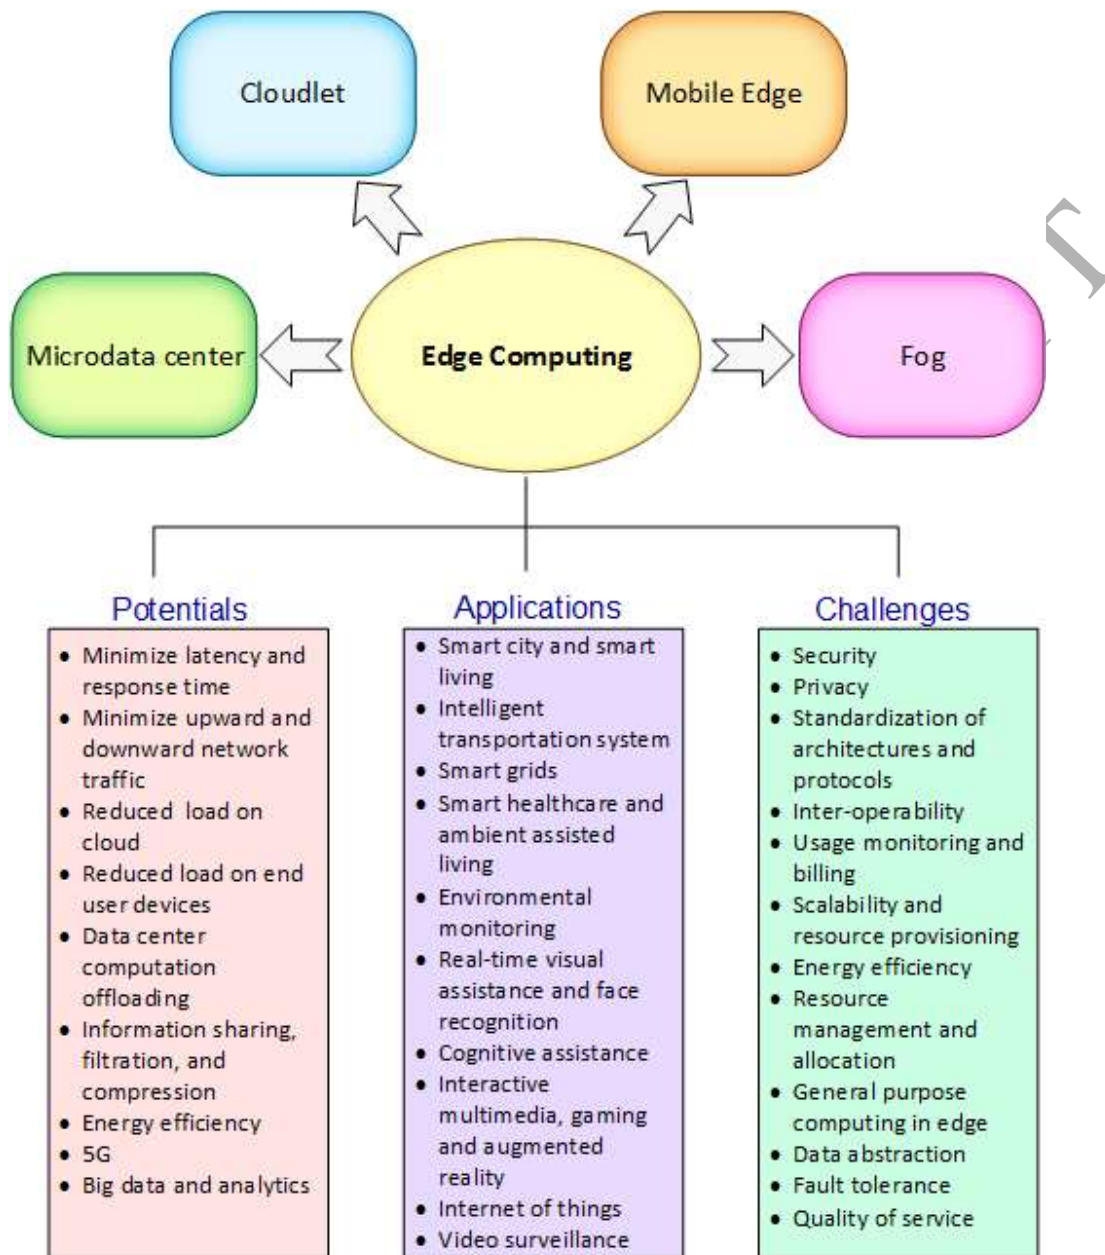 Cloudlet
Mobile Edge
Microdata center
Edge Computing
Fog
Potentials
• Minimize latency and
response time
• Minimize upward and
downward network
traffic
• Reduced load on
cloud
• Reduced load on end
user devices
• Data center
computation
offloading
• Information sharing,
filtration, and
compression
• Energy efficiency
• 5G
• Big data and analytics
Applications
• Smart city and smart
living
• Intelligent
transportation system
• Smart grids
• Smart healthcare and
ambient assisted
living
• Environmental
monitoring
• Real-time visual
assistance and face
recognition
• Cognitive assistance
• Interactive
multimedia, gaming
and augmented
reality
• Internet of things
• Video surveillance
Challenges
• Security
• Privacy
• Standardization of
architectures and
protocols
• Inter-operability
• Usage monitoring and
billing
• Scalability and
resource provisioning
• Energy efficiency
• Resource
management and
allocation
• General purpose
computing in edge
• Data abstraction
• Fault tolerance
• Quality of service